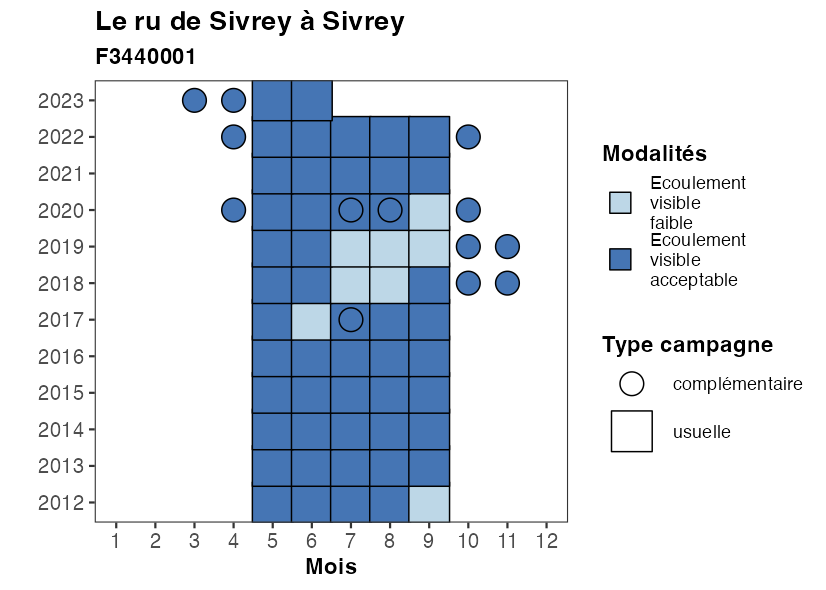 Le ru de Sivrey à Sivrey
F3440001
2023
2022
2021
2020
2019
2018
2017
2016
2015
2014
2013
2012
1 2 3 4 5 6 7 8 9 10 11 12
Mois
Modalités
Ecoulement
visible
faible
Ecoulement
visible
acceptable
Type campagne
complémentaire
usuelle